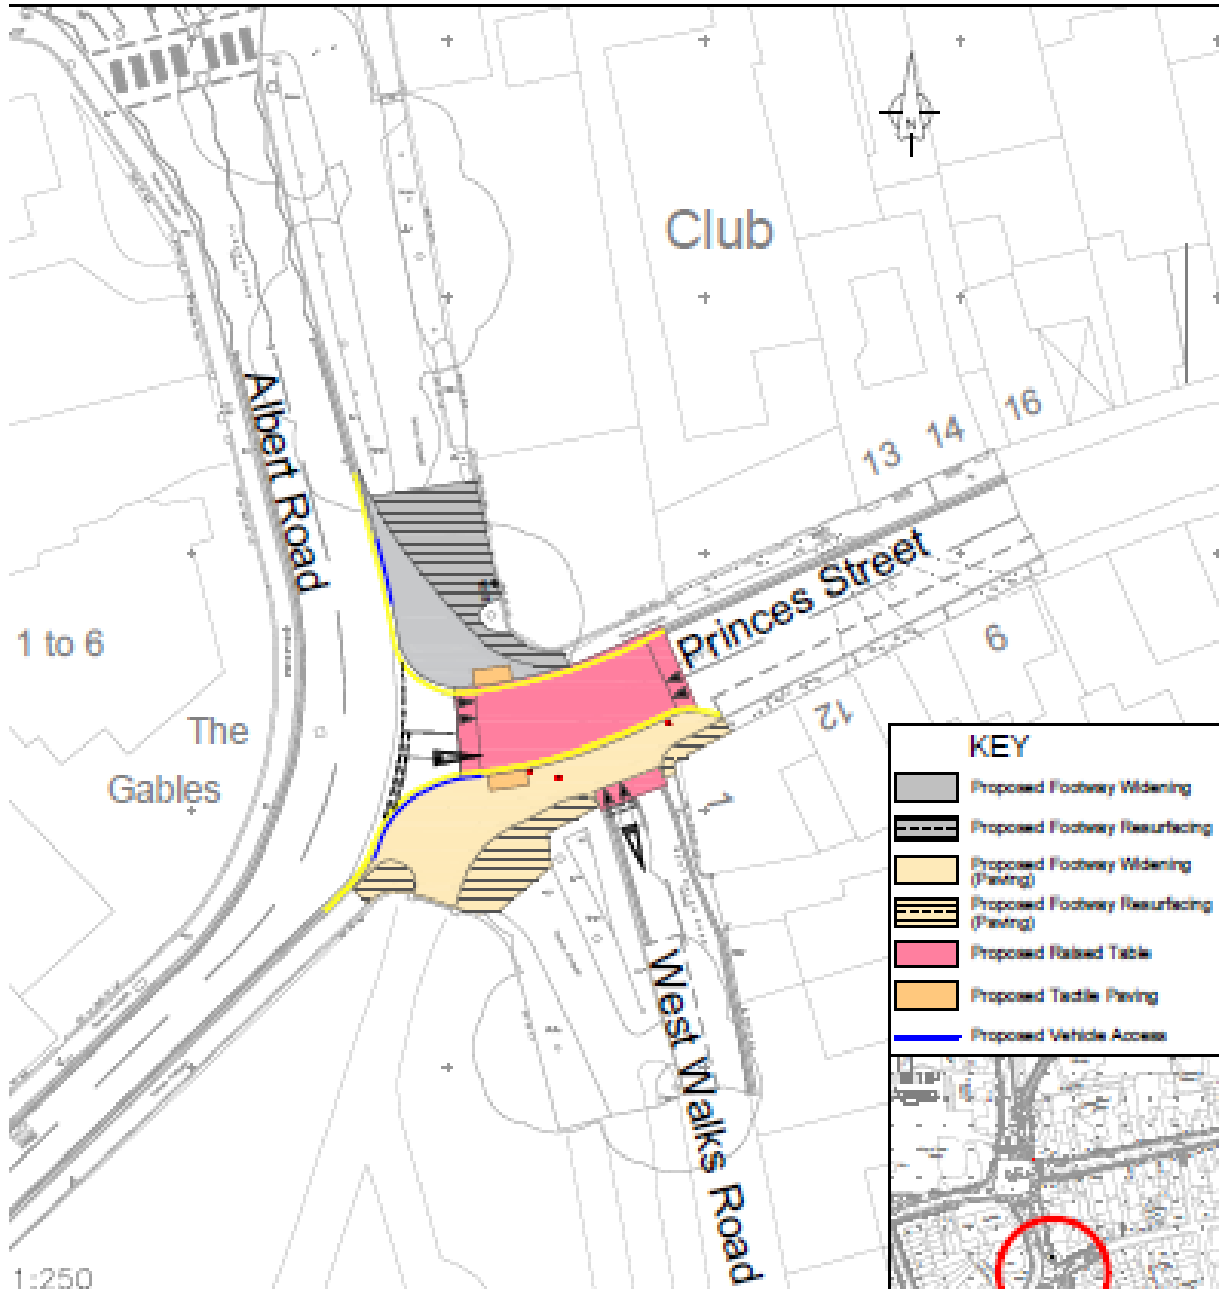 N
Club
Albert Road
13
14
16
Princes Street
6
12
1 to 6
The
Gables
1
West Walks Road
KEY
Proposed Footway Widening
Proposed Footway Resurfacing
Proposed Footway Widening
(Paving)
Proposed Footway Resurfacing
(Paving)
Proposed Raised Table
Proposed Tactile Paving
Proposed Vehicle Access
1:250